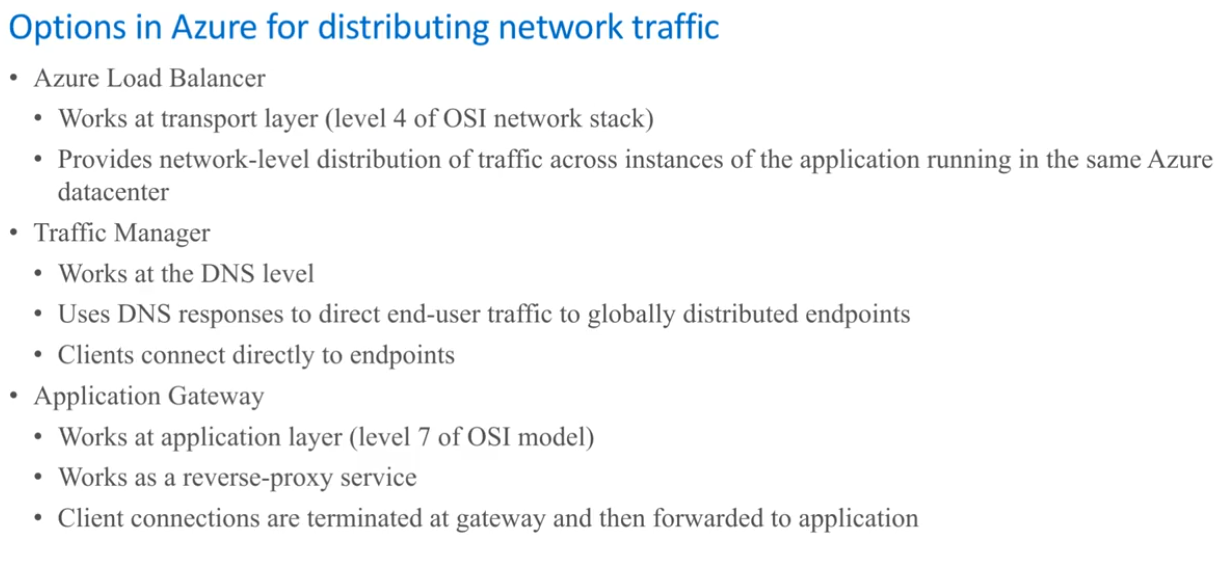 Options in Azure for distributing network traffic
• Azure Load Balancer
• Works at transport layer (level 4 of OSI network stack)
• Provides network-level distribution of traffic across instances of the application running in the same Azure
datacenter
• Traffic Manager
• Works at the DNS level
• Uses DNS responses to direct end-user traffic to globally distributed endpoints
• Clients connect directly to endpoints
• Application Gateway
• Works at application layer (level 7 of OSI model)
• Works as a reverse-proxy service
• Client connections are terminated at gateway and then forwarded to application